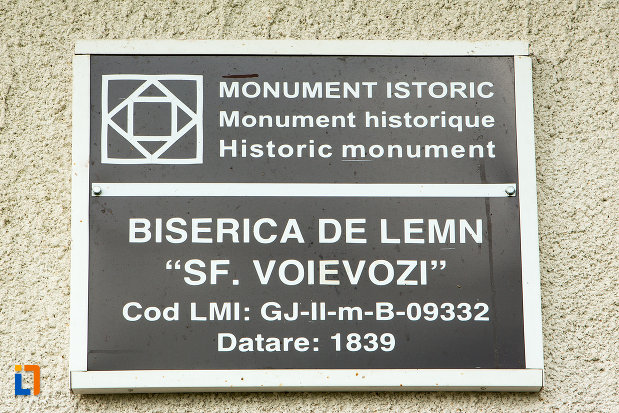 MONUMENT ISTORIC
Monument historique
Historic monument
BISERICA DE LEMN
“SF. VOIEVOZI”
Cod LMI: GJ-II-m-B-09332
Datare: 1839